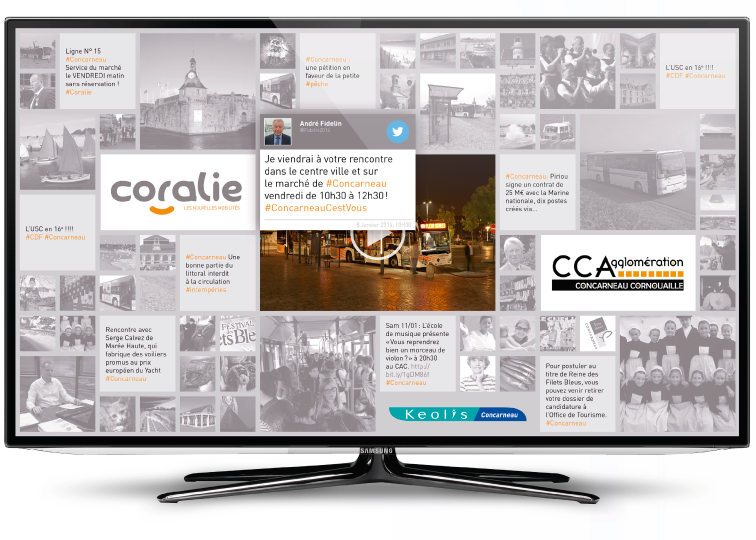 Ligne N° 15
#Concarneau
Service du marché
le VENDREDI matin
sans réservation !
#Coralie
#Concarneau :
une pétition en
faveur de la petite
#pêche
L'USC en 16e !!!!
#CDF #Concarneau
André Fidelin
Je viendrai à votre rencontre
dans le centre ville et sur
le marché de #Concarneau
vendredi de 10h30 à 12h30 !
#ConcarneauCestVous
9 janvier 2014, 10h30
coralie
LES NOUVELLES MOBILITÉS
#Concarneau: Piriou
signe un contrat de
25 M€ avec la Marine
nationale, dix postes
créés via...
L'USC en 16e !!!!
#CDF #Concarneau
#Concarneau Une
bonne partie du
littoral interdit
à la circulation
#Intempéries
CCAgglomération
CONCARNEAU CORNOUAILLE
Rencontre avec
Serge Calvez de
Marée Haute, qui
fabrique des voiliers
promus au prix
européen du Yacht
#Concarneau
FESTIVAL
Sam 11/01 : L'école
de musique présente
«Vous reprendrez
bien un morceau de
violon ?» à 20h30
au CAC. http://
bit.ly/1gDM86f
#Concarneau
Pour postuler au
titre de Reine des
Filets Bleus, vous
pouvez venir retirer
votre dossier de
candidature à
l'Office de Tourisme.
#Concarneau
Keolis Concarneau
SAMSUNG